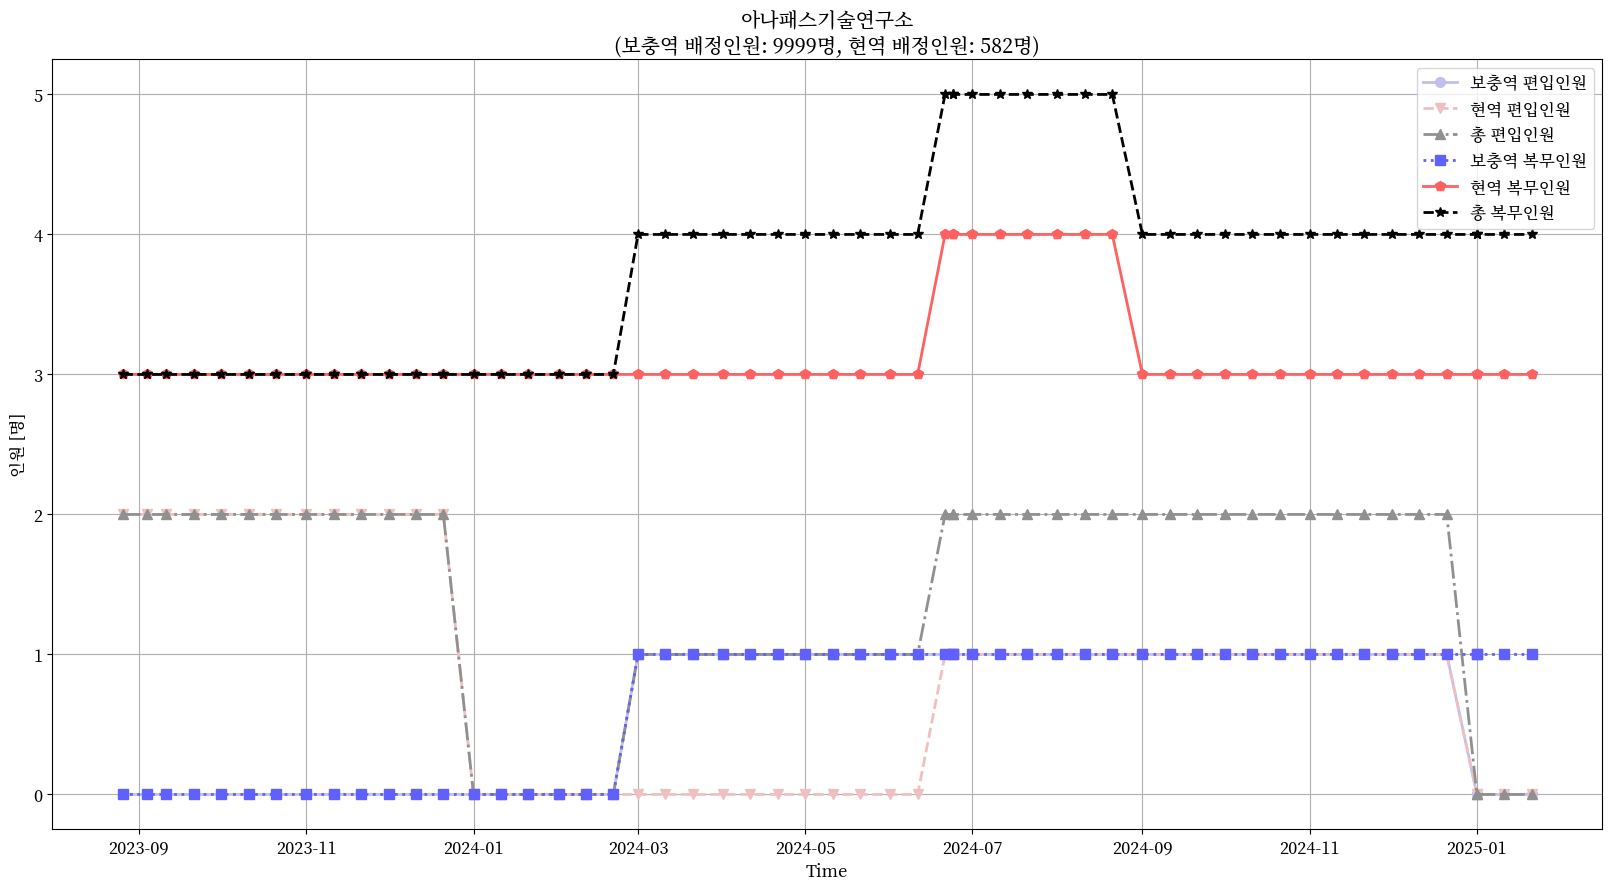 아나패스기술연구소
(보충역 배정인원: 9999명, 현역 배정인원: 582명)
보충역 편입인원
현역 편입인원
총 편입인원
보충역 복무인원
현역 복무인원
총 복무인원
인원 [명]
5
4
3
2
1
0
2023-09
2023-11
2024-01
2024-03
2024-05
2024-07
2024-09
2024-11
2025-01
Time